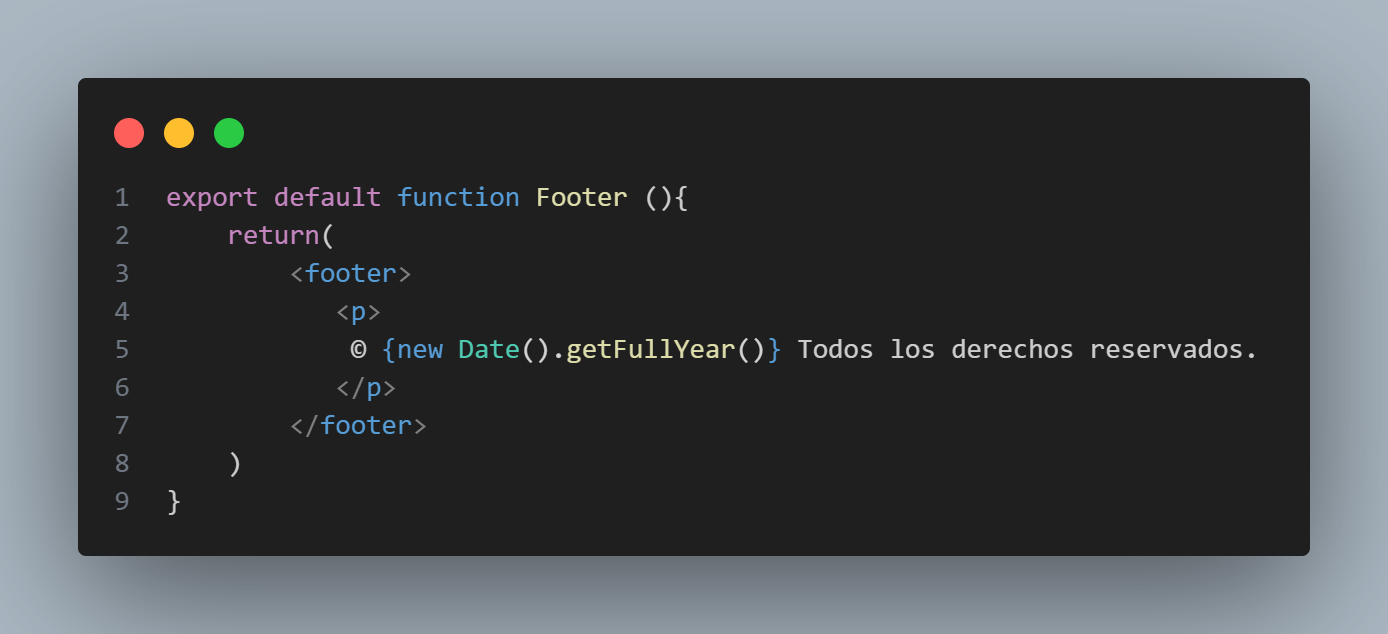 1 export default function Footer (){
2     return(
3         <footer>
4            <p>
5             © {new Date().getFullYear()} Todos los derechos reservados.
6            </p>
7         </footer>
8     )
9 }